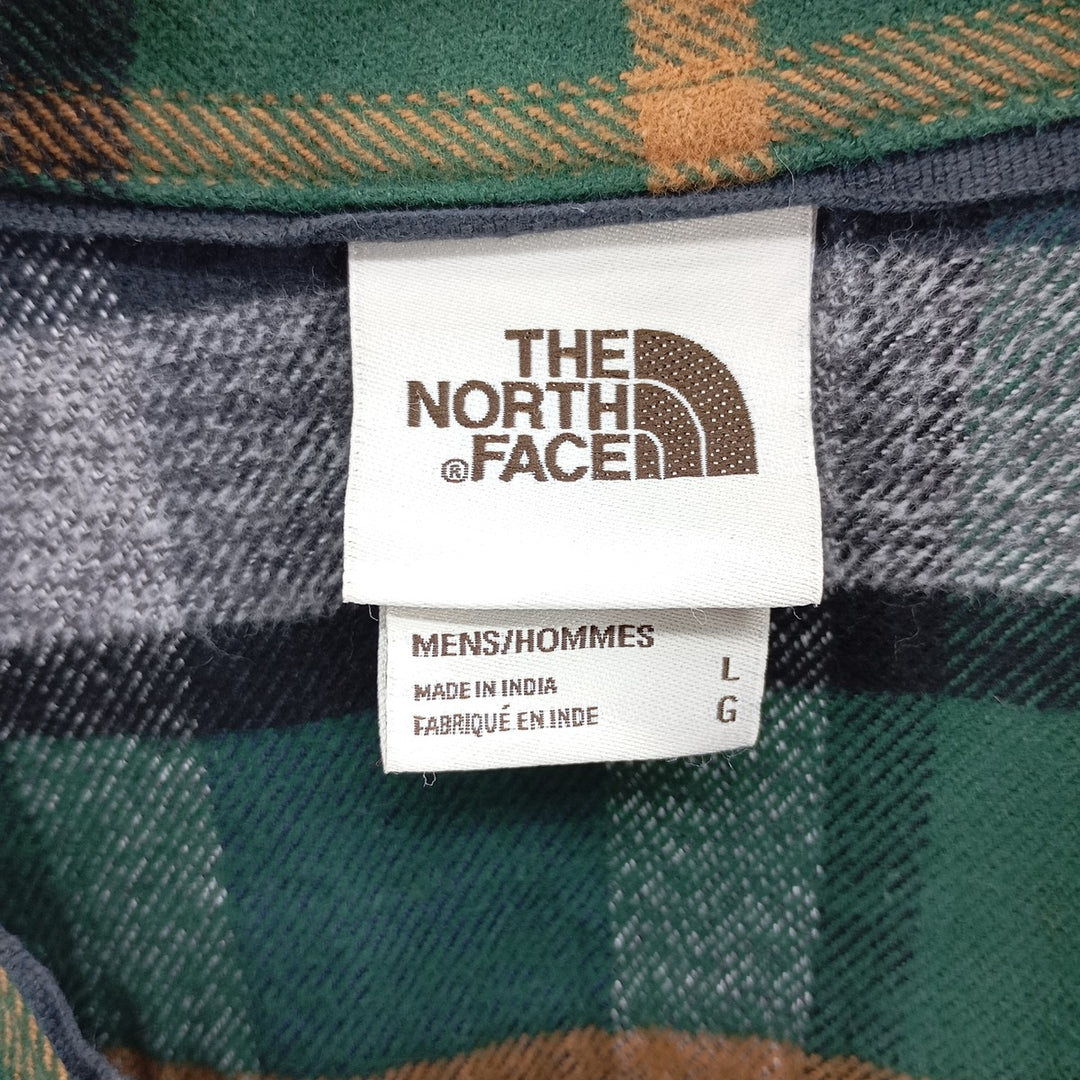 THE
NORTH
® FACE
MENS/HOMMES
MADE IN INDIA L
FABRIQUÉ EN INDE G